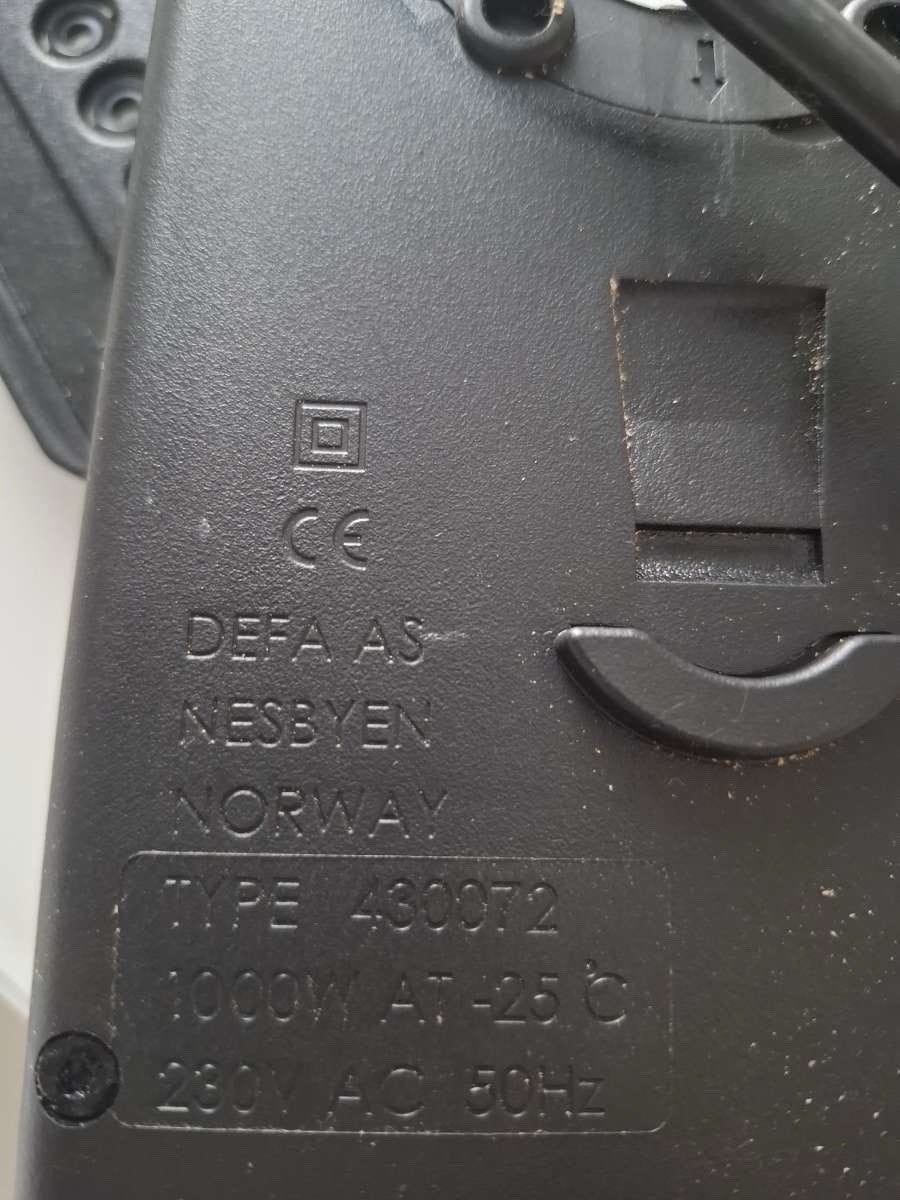 CE
DEFA AS
NESBYEN
NORWAY
TYPE 430072
1000W AT -25°C
230V AC 50Hz